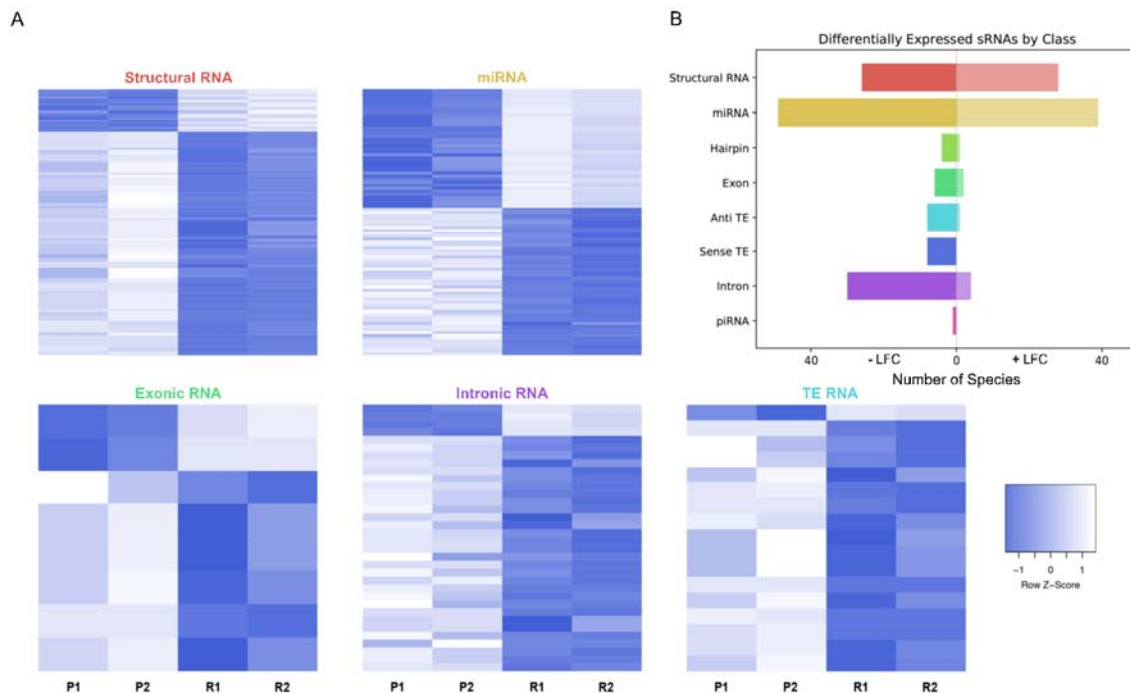 A
B
Structural RNA
miRNA
Differentially Expressed sRNAs by Class
Structural RNA
miRNA
Hairpin
Exon
Anti TE
Sense TE
Intron
piRNA
40 - LFC 0 + LFC 40
Number of Species
Exonic RNA
Intronic RNA
TE RNA
-1 0 1
Row Z-Score
P1 P2 R1 R2
P1 P2 R1 R2
P1 P2 R1 R2